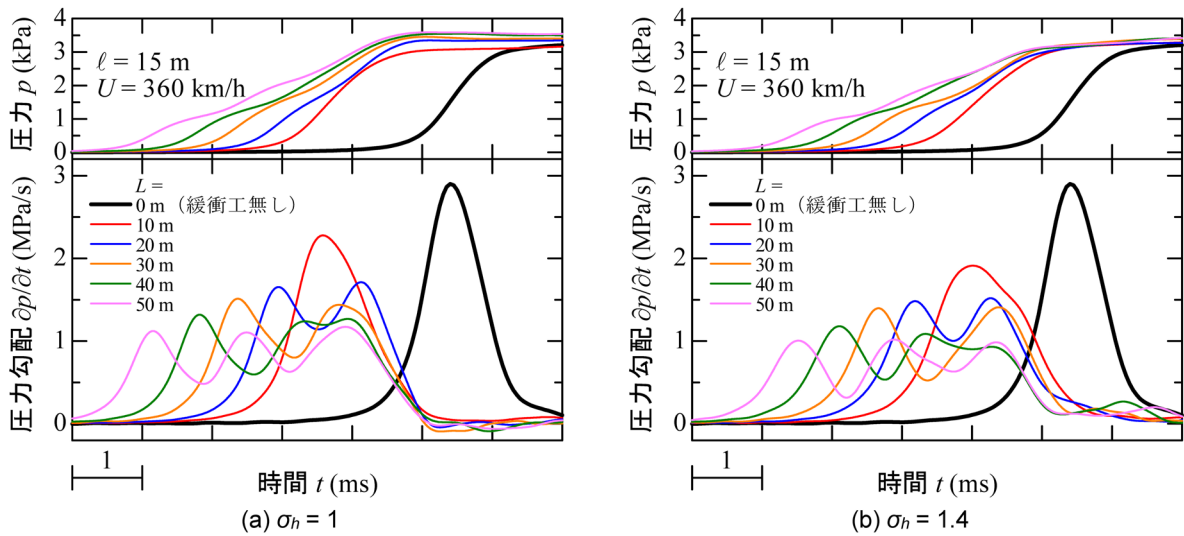 圧力 p (kPa)
4
3
2
1
0
ℓ = 15 m
U = 360 km/h
圧力勾配 ∂p/∂t (MPa/s)
3
2
1
0
L =
0 m（緩衝工無し）
10 m
20 m
30 m
40 m
50 m
1
時間 t (ms)
(a) σh = 1
圧力 p (kPa)
4
3
2
1
0
ℓ = 15 m
U = 360 km/h
圧力勾配 ∂p/∂t (MPa/s)
3
2
1
0
L =
0 m（緩衝工無し）
10 m
20 m
30 m
40 m
50 m
1
時間 t (ms)
(b) σh = 1.4